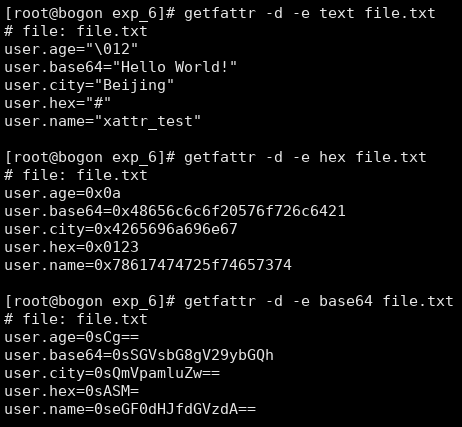 [root@bogon exp_6]# getfattr -d -e text file.txt
# file: file.txt
user.age="\012"
user.base64="Hello World!"
user.city="Beijing"
user.hex="#"
user.name="xattr_test"

[root@bogon exp_6]# getfattr -d -e hex file.txt
# file: file.txt
user.age=0x0a
user.base64=0x48656c6c6f20576f726c6421
user.city=0x4265696a696e67
user.hex=0x0123
user.name=0x78617474725f74657374

[root@bogon exp_6]# getfattr -d -e base64 file.txt
# file: file.txt
user.age=0sCg==
user.base64=0sSGVsbG8gV29ybGQh
user.city=0sQmVpamluZw==
user.hex=0sASM=
user.name=0seGF0dHJfdGVzdA==